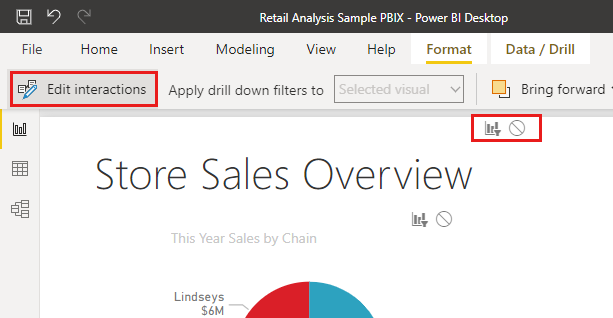 Retail Analysis Sample PBIX - Power BI Desktop
File Home Insert Modeling View Help Format Data / Drill
Edit interactions Apply drill down filters to Selected visual Bring forward
Store Sales Overview
This Year Sales by Chain
Lindseys
$6M